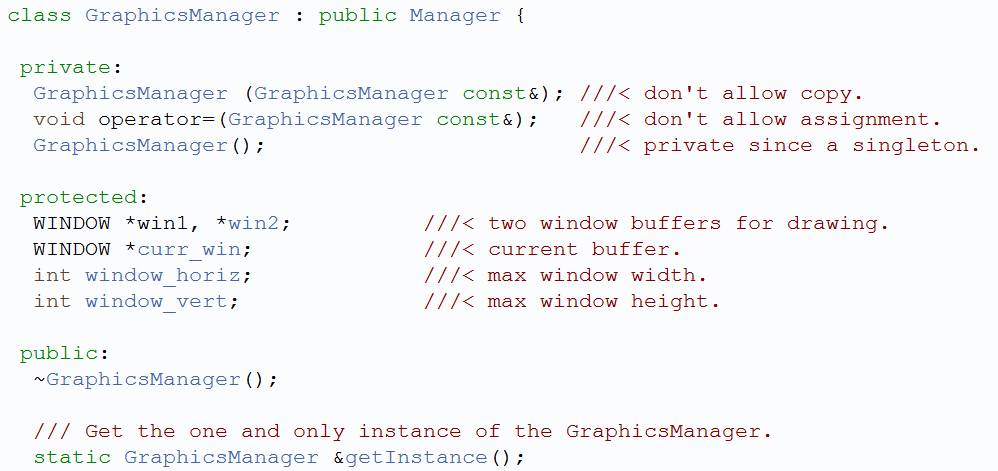 class GraphicsManager : public Manager {
private:
GraphicsManager (GraphicsManager const&); ///< don't allow copy.
void operator=(GraphicsManager const&); ///< don't allow assignment.
GraphicsManager(); ///< private since a singleton.
protected:
WINDOW *win1, *win2; ///< two window buffers for drawing.
WINDOW *curr_win; ///< current buffer.
int window_horiz; ///< max window width.
int window_vert; ///< max window height.
public:
~GraphicsManager();
/// Get the one and only instance of the GraphicsManager.
static GraphicsManager &getInstance();